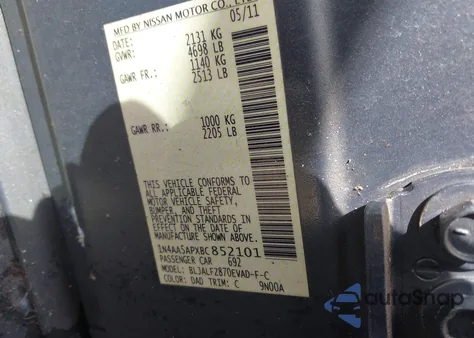 MFD BY NISSAN MOTOR CO., LTD.
DATE: 05/11
GVWR: 2131 KG
4698 LB
GAWR FR.: 1140 KG
2513 LB
GAWR RR.: 1000 KG
2205 LB
THIS VEHICLE CONFORMS TO
ALL APPLICABLE FEDERAL
MOTOR VEHICLE SAFETY,
BUMPER, AND THEFT
PREVENTION STANDARDS IN
EFFECT ON THE DATE OF
MANUFACTURE SHOWN ABOVE.
1N4AA5APXBC852101
PASSENGER CAR 692
MODEL: BLJALFZ870EVAD-F-C
COLOR: DAD TRIM: C 9N00A
autoSnap